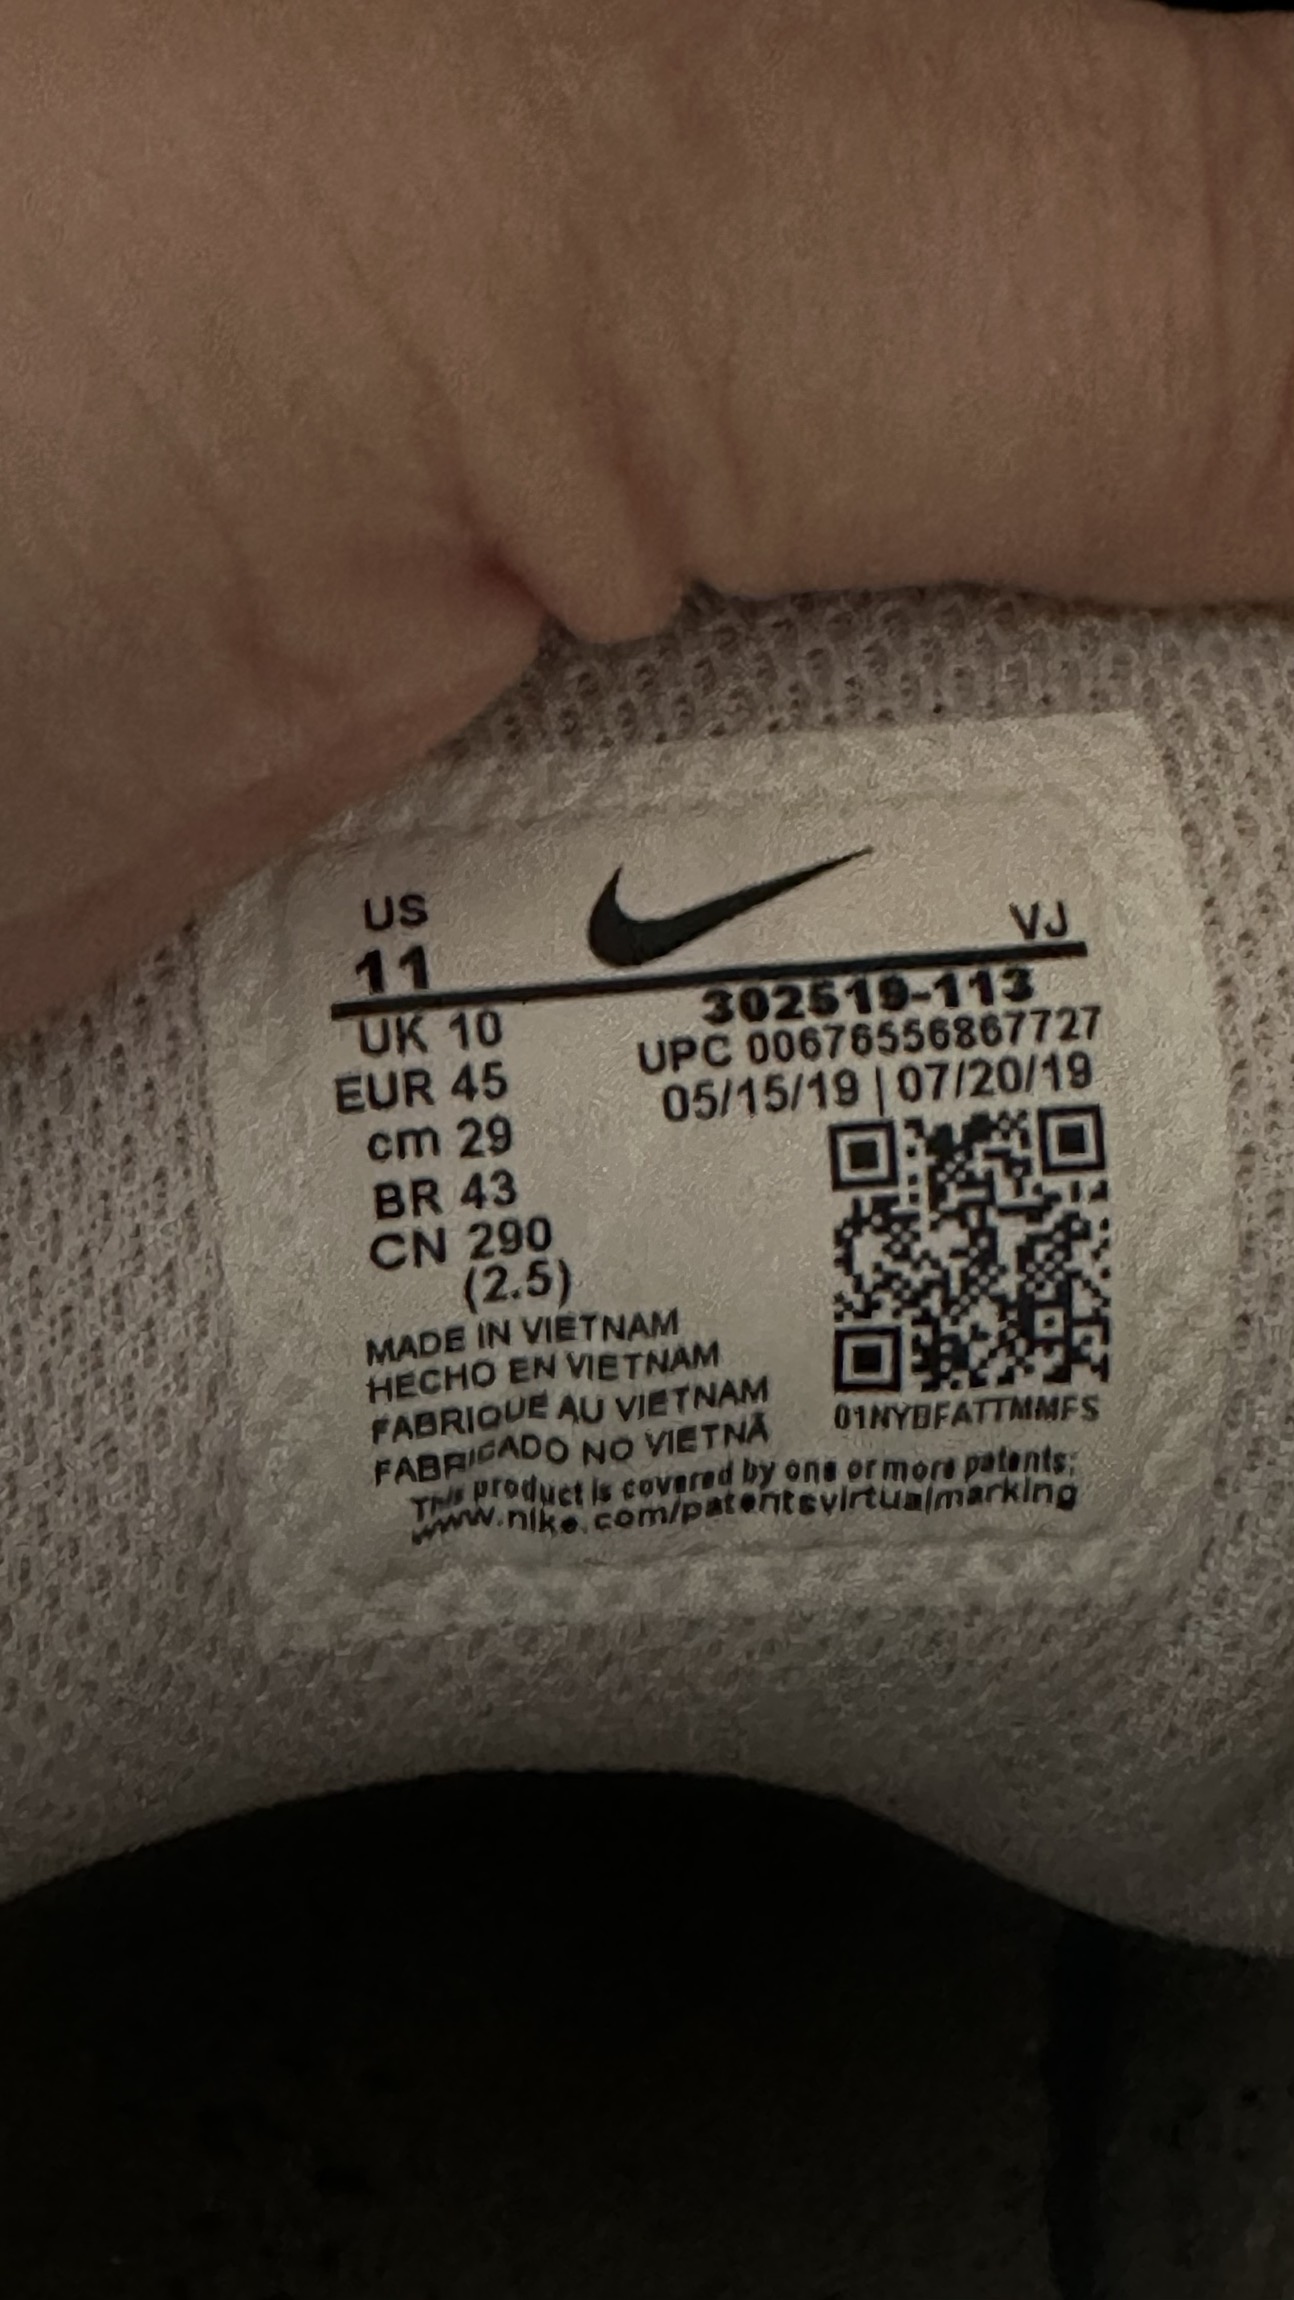 US
11
VJ
302519-113
UK 10
UPC 00676556867727
EUR 45
05/15/19 | 07/20/19
cm 29
BR 43
CN 290
(2.5)
MADE IN VIETNAM
HECHO EN VIETNAM
FABRIQUE AU VIETNAM
FABRICADO NO VIETNÃ
01NYBFATTMMFS
This product is covered by one or more patents:
www.nike.com/patentsvirtualmarking